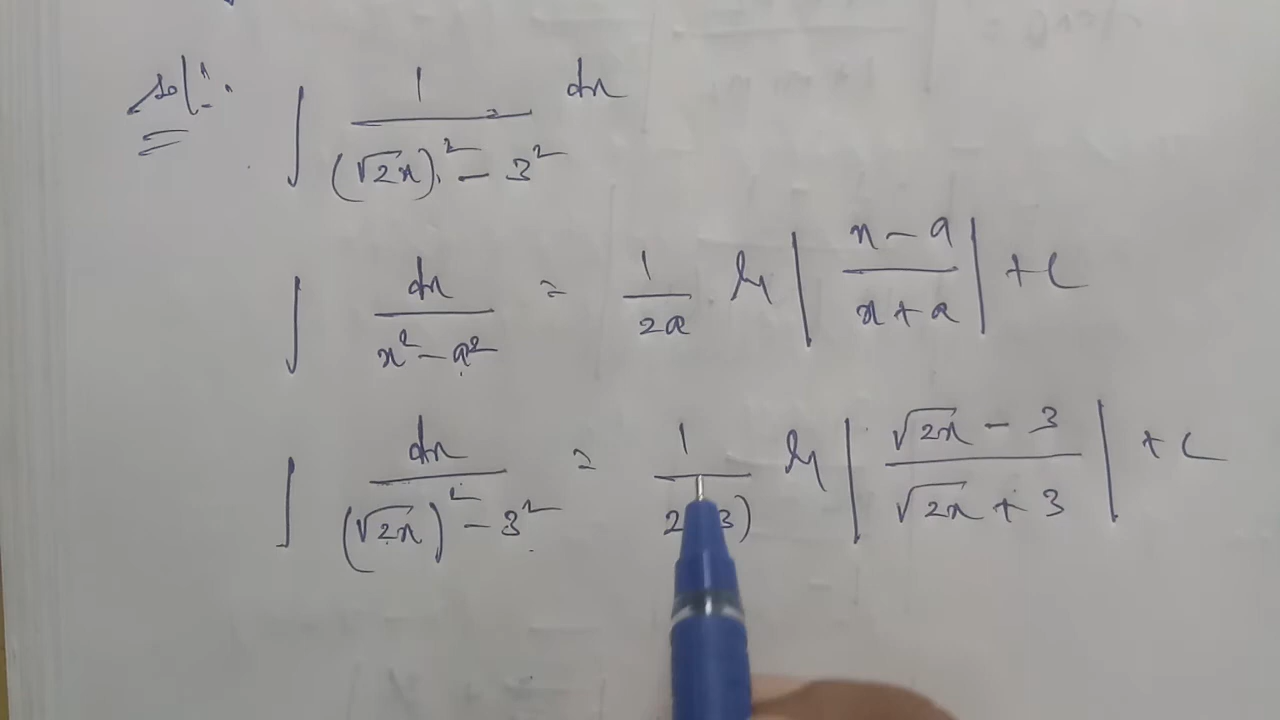 Sol:- ∫ 1/((√2x)² - 3²) dx
∫ dx/(x² - a²) = 1/2a ln |(x - a)/(x + a)| + c
∫ dx/((√2x)² - 3²) = 1/2(3) ln |(√2x - 3)/(√2x + 3)| + c